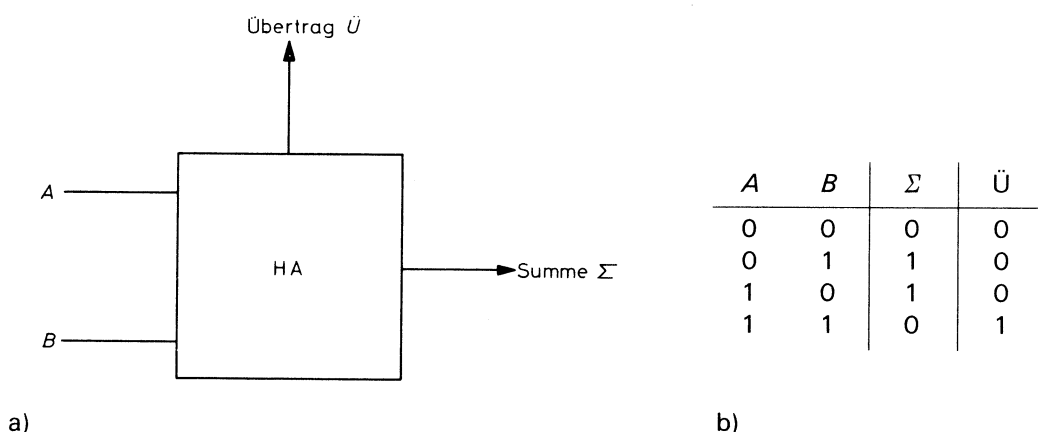 Übertrag Ü
A
HA
Summe Σ
B
a)
A B Σ Ü
0 0 0 0
0 1 1 0
1 0 1 0
1 1 0 1
b)